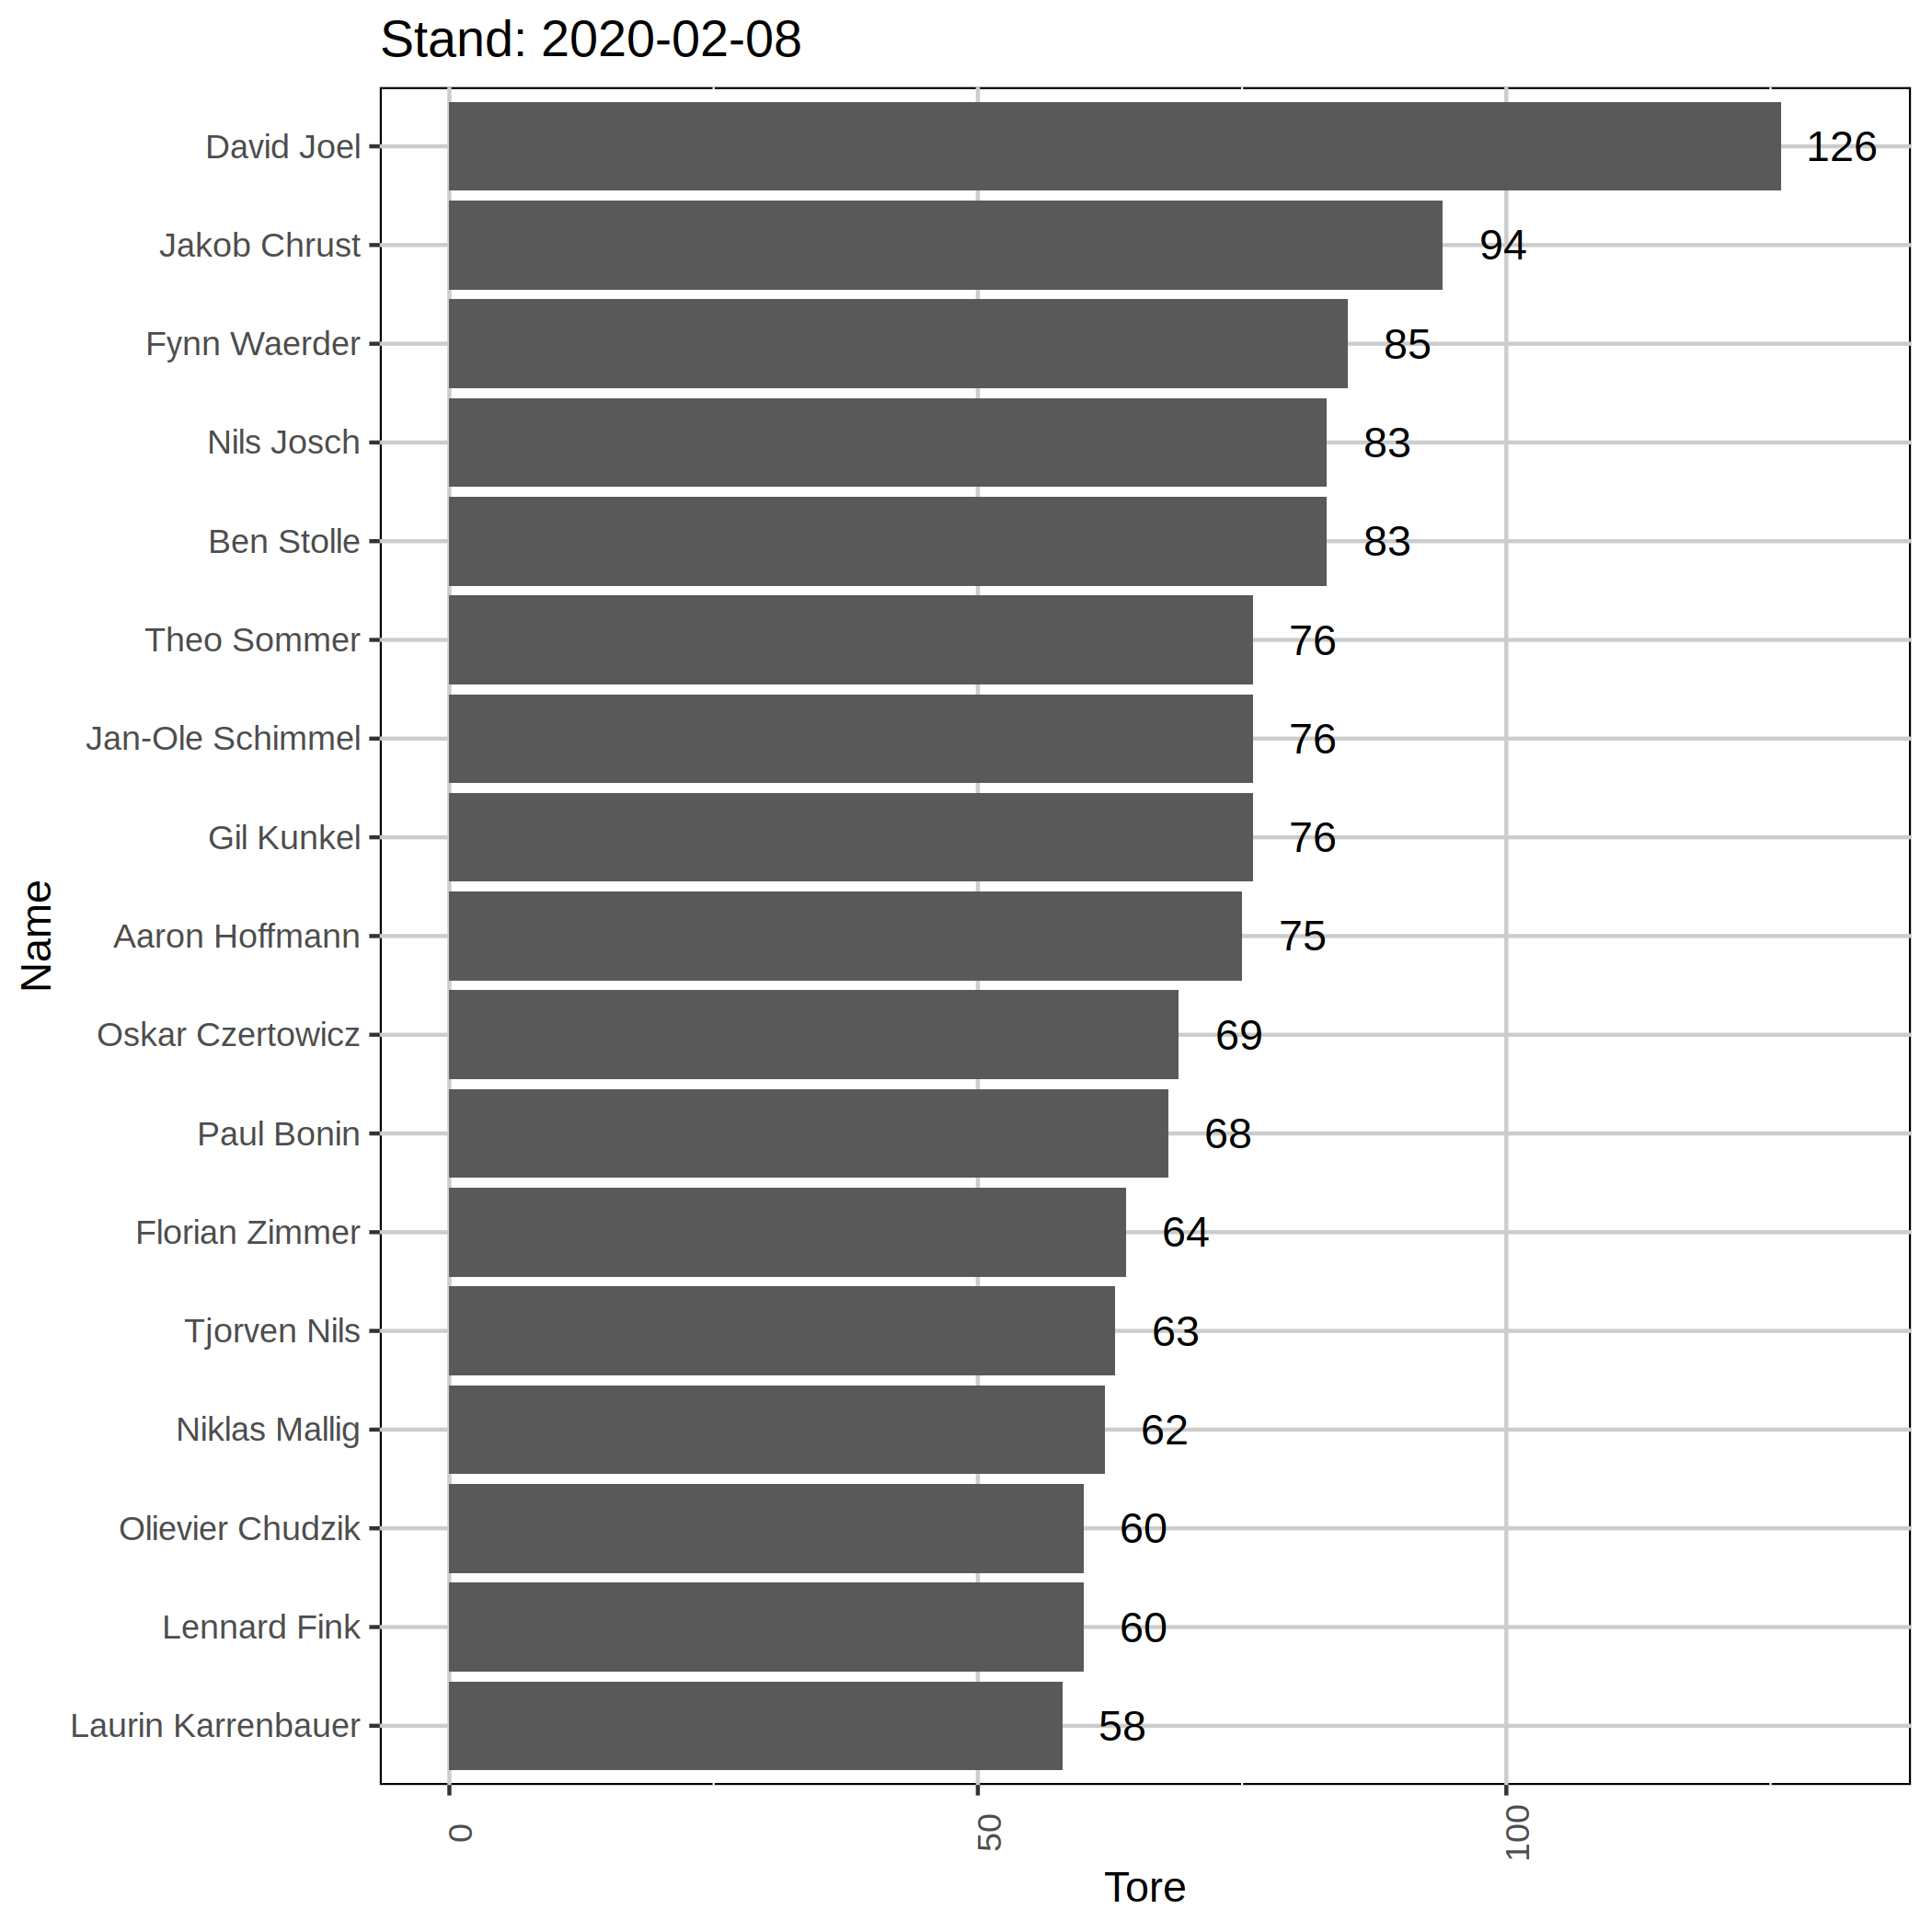 Stand: 2020-02-08
David Joel 126
Jakob Chrust 94
Fynn Waerder 85
Nils Josch 83
Ben Stolle 83
Theo Sommer 76
Jan-Ole Schimmel 76
Gil Kunkel 76
Aaron Hoffmann 75
Oskar Czertowicz 69
Paul Bonin 68
Florian Zimmer 64
Tjorven Nils 63
Niklas Mallig 62
Olievier Chudzik 60
Lennard Fink 60
Laurin Karrenbauer 58
Name
0 50 100
Tore